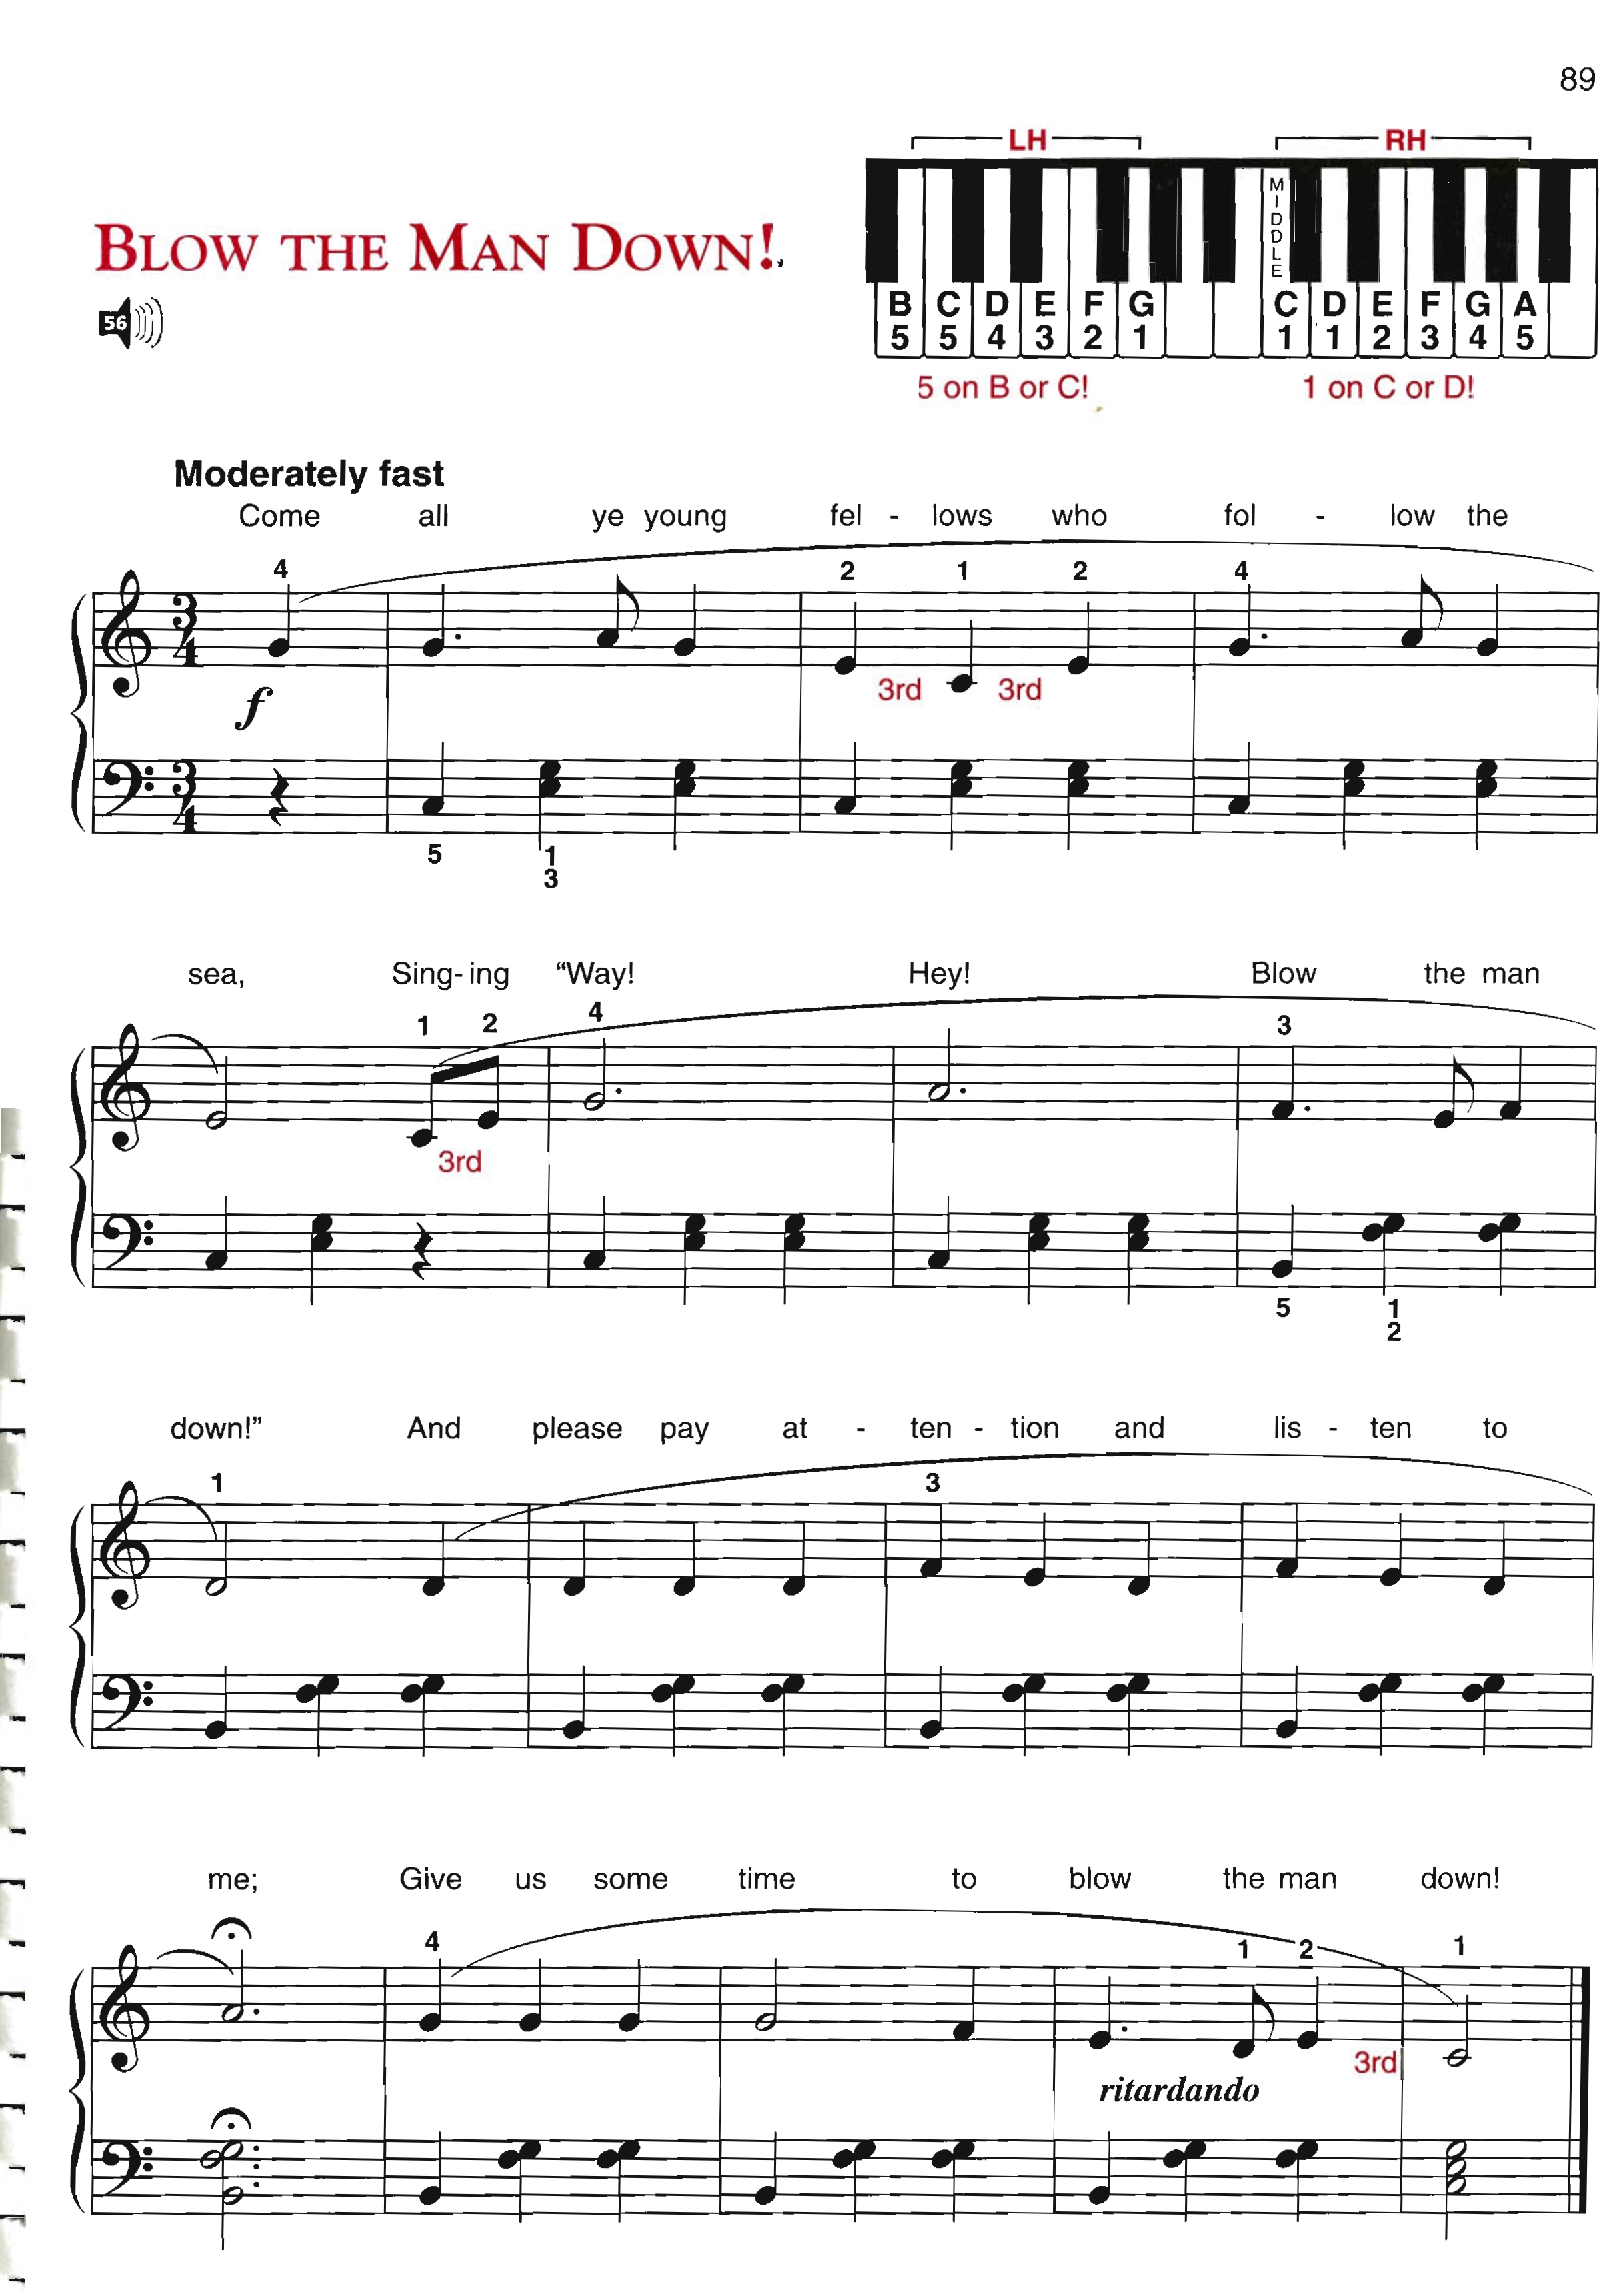 89
LH RH
BLOW THE MAN DOWN!
56
MIDDLE
B C D E F G C D E F G A
5 5 4 3 2 1 1 1 2 3 4 5
5 on B or C! 1 on C or D!
Moderately fast
Come all ye young fel - lows who fol - low the
4 2 1 2 4
3
4
3rd 3rd
f
3
4
5 1
3
sea, Sing- ing “Way! Hey! Blow the man
1 2 4 3
3rd
5 1
2
down!” And please pay at - ten - tion and lis - ten to
1 3
me; Give us some time to blow the man down!
4 1 2 1
3rd
ritardando